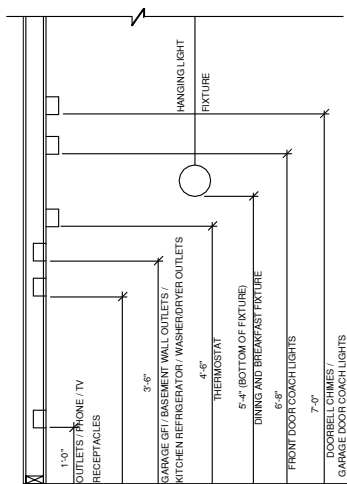 HANGING LIGHT
FIXTURE
1'-0"
OUTLETS / PHONE / TV
RECEPTACLES
3'-6"
GARAGE GFI / BASEMENT WALL OUTLETS /
KITCHEN REFRIGERATOR / WASHER/DRYER OUTLETS
4'-6"
THERMOSTAT
5'-4" (BOTTOM OF FIXTURE)
DINING AND BREAKFAST FIXTURE
6'-8"
FRONT DOOR COACH LIGHTS
7'-0"
DOORBELL CHIMES /
GARAGE DOOR COACH LIGHTS